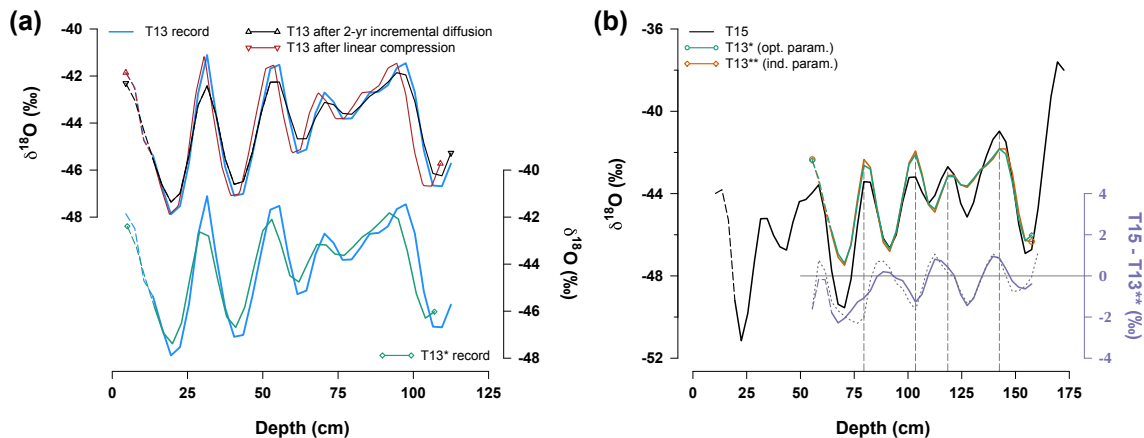 (a)
T13 record
T13 after 2-yr incremental diffusion
T13 after linear compression
-40
-42
-44
-46
-48
δ¹⁸O (‰)
-40
-42
-44
-46
-48
δ¹⁸O (‰)
T13* record
0 25 50 75 100 125
Depth (cm)
(b)
T15
T13* (opt. param.)
T13** (ind. param.)
-36
-40
-44
-48
-52
δ¹⁸O (‰)
4
2
0
-2
-4
T15 - T13** (‰)
0 25 50 75 100 125 150 175
Depth (cm)